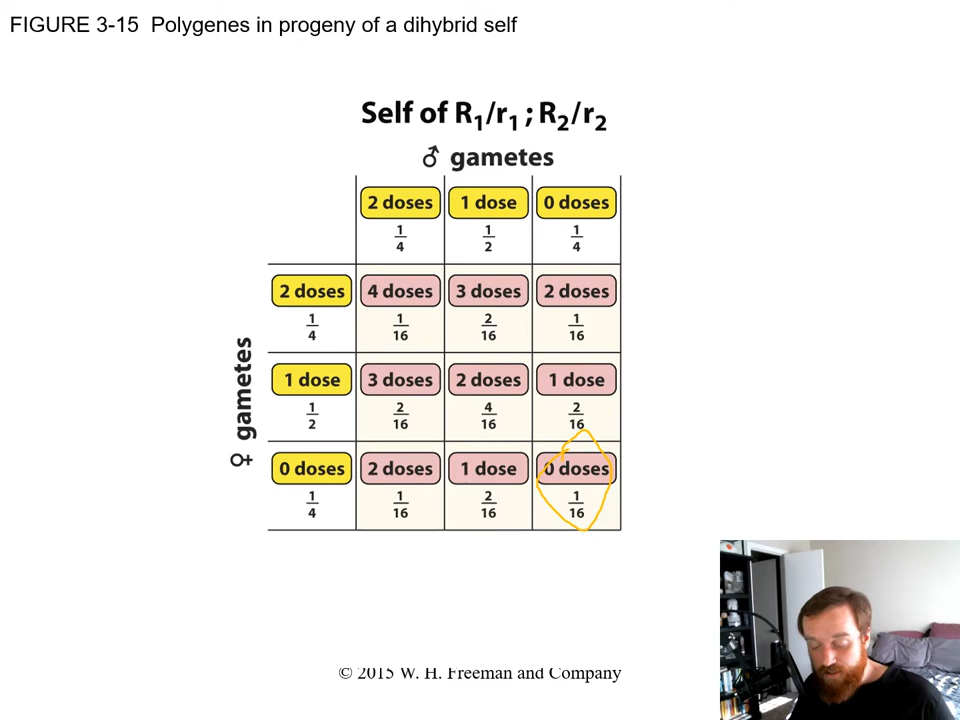 FIGURE 3-15 Polygenes in progeny of a dihybrid self
Self of R₁/r₁ ; R₂/r₂
♂ gametes
2 doses 1 dose 0 doses
1/4 1/2 1/4
♀ gametes
2 doses 4 doses 3 doses 2 doses
1/4 1/16 2/16 1/16
1 dose 3 doses 2 doses 1 dose
1/2 2/16 4/16 2/16
0 doses 2 doses 1 dose 0 doses
1/4 1/16 2/16 1/16
© 2015 W. H. Freeman and Company